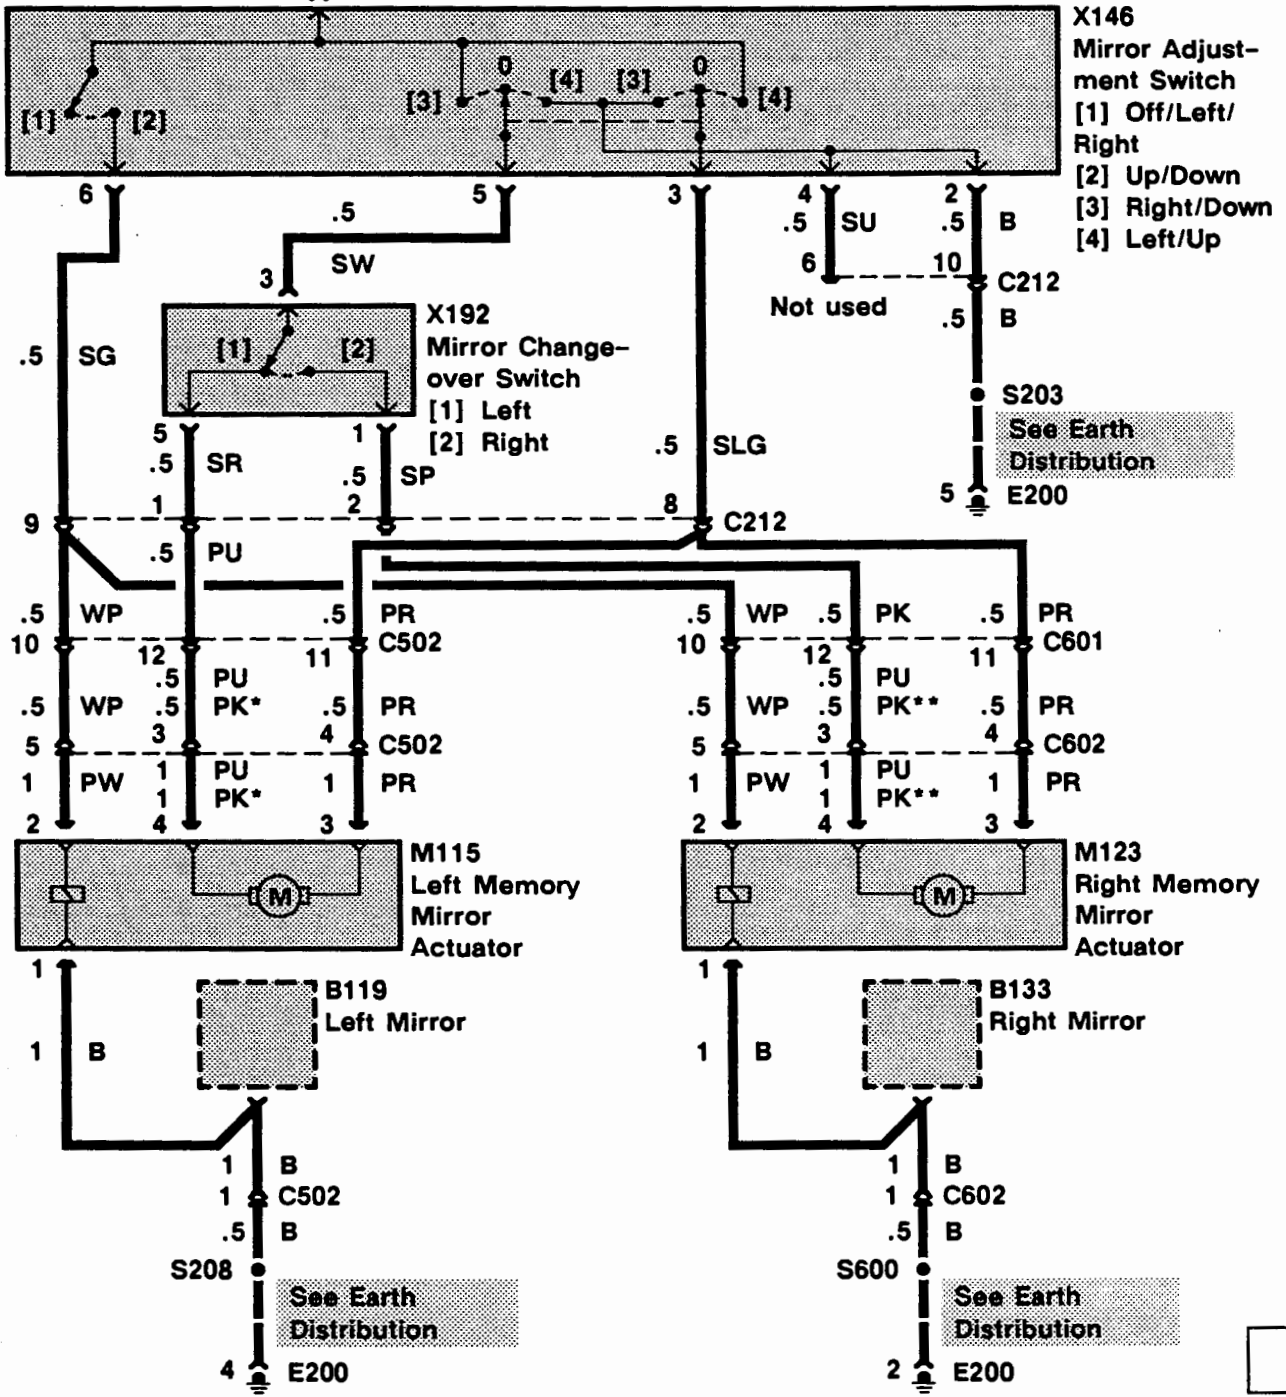 X146
Mirror Adjust-
ment Switch
[1] Off/Left/
Right
[2] Up/Down
[3] Right/Down
[4] Left/Up
[1] [2] [3] 0 [4] [3] 0 [4]
6 5 3 4 2
.5 SW
.5 SU .5 B
3 6 10 C212
Not used
.5 B
X192
Mirror Change-
over Switch
[1] Left
[2] Right
[1] [2]
.5 SG
5 1
.5 SR .5 SP .5 SLG
S203
See Earth
Distribution
5 E200
9 1 2 8 C212
.5 PU
.5 WP .5 PR .5 WP .5 PK .5 PR
10 12 11 C502 10 12 11 C601
.5 PU .5 PU
.5 WP .5 PK* .5 PR .5 WP .5 PK** .5 PR
5 3 4 C502 5 3 4 C602
1 PW 1 PU 1 PR 1 PW 1 PU 1 PR
1 PK* 1 PK**
2 4 3 2 4 3
M115
Left Memory
Mirror
Actuator
M
M123
Right Memory
Mirror
Actuator
M
1 1
B119
Left Mirror
B133
Right Mirror
1 B 1 B
1 B 1 B
1 C502 1 C602
.5 B .5 B
S208 S600
See Earth
Distribution
See Earth
Distribution
4 E200 2 E200